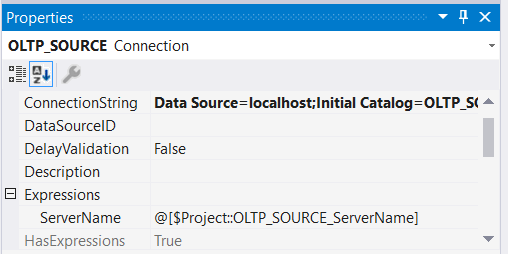 Properties
OLTP_SOURCE Connection
ConnectionString Data Source=localhost;Initial Catalog=OLTP_SO
DataSourceID
DelayValidation False
Description
Expressions
ServerName @[$Project::OLTP_SOURCE_ServerName]
HasExpressions True